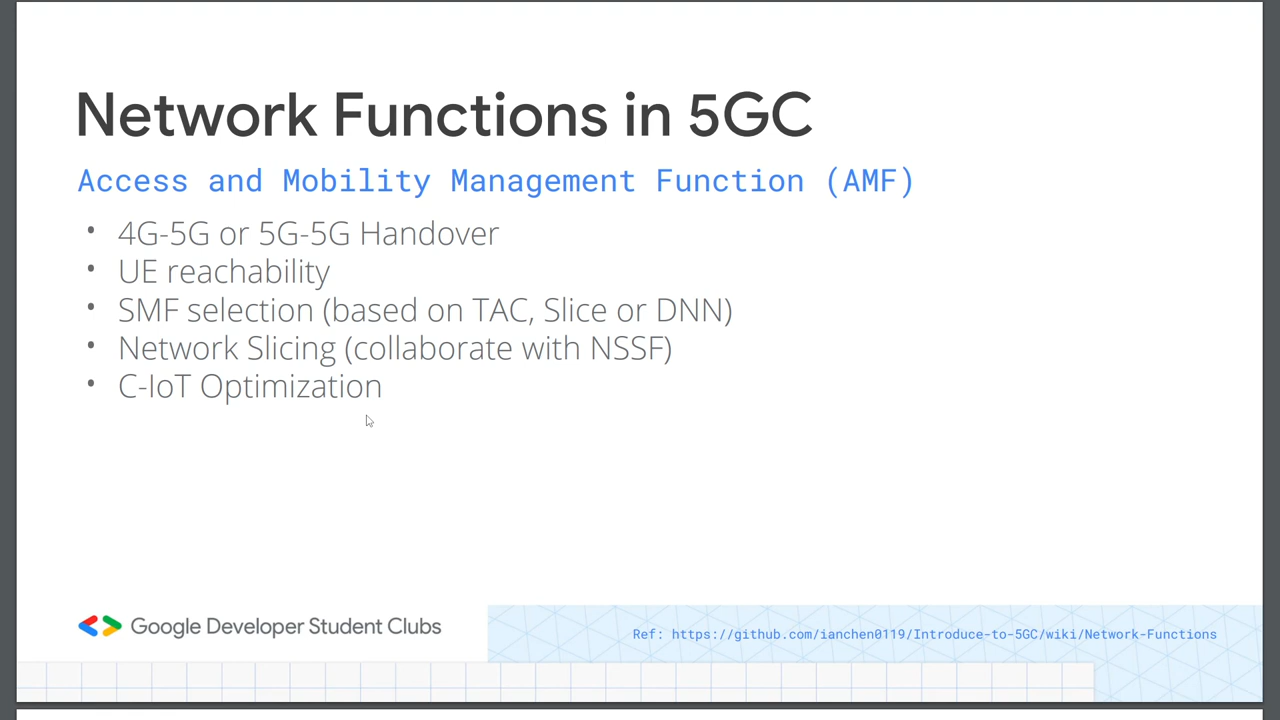 Network Functions in 5GC
Access and Mobility Management Function (AMF)
• 4G-5G or 5G-5G Handover
• UE reachability
• SMF selection (based on TAC, Slice or DNN)
• Network Slicing (collaborate with NSSF)
• C-IoT Optimization
Google Developer Student Clubs
Ref: https://github.com/ianchen0119/Introduce-to-5GC/wiki/Network-Functions